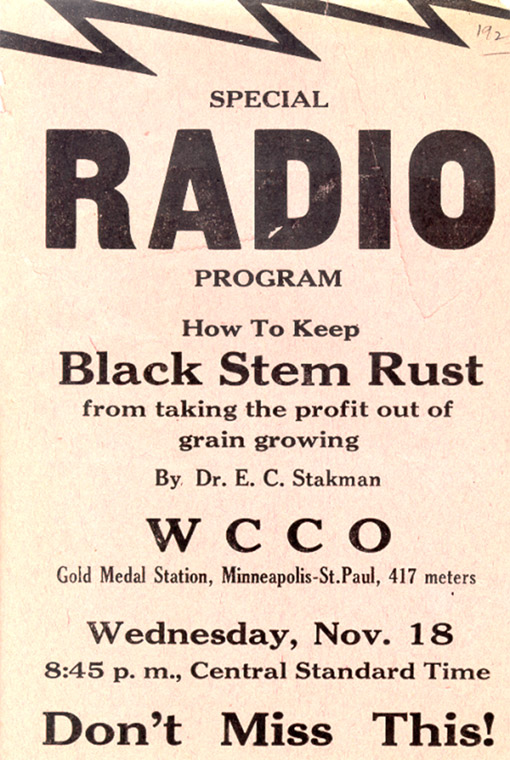 192
SPECIAL
RADIO
PROGRAM
How To Keep
Black Stem Rust
from taking the profit out of
grain growing
By Dr. E. C. Stakman
WCCO
Gold Medal Station, Minneapolis-St.Paul, 417 meters
Wednesday, Nov. 18
8:45 p. m., Central Standard Time
Don't Miss This!